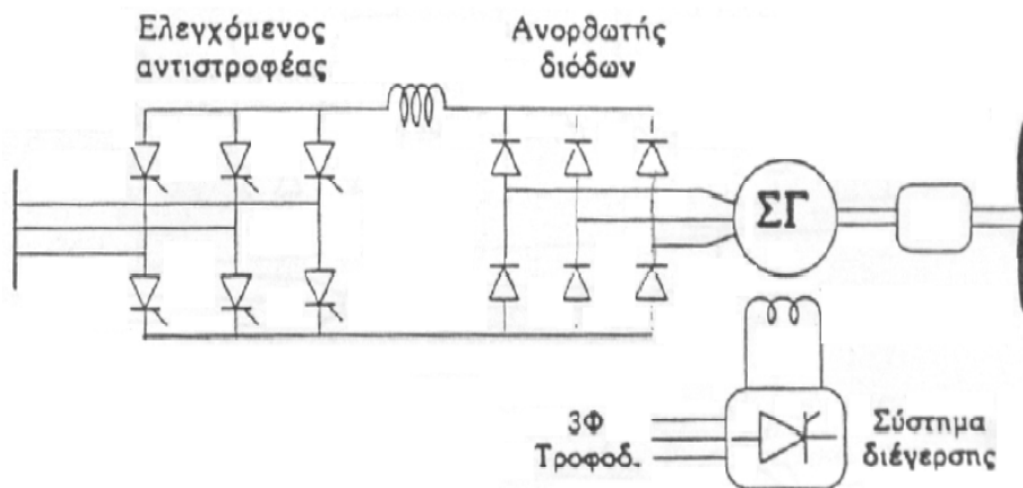 Ελεγχόμενος
αντιστροφέας
Ανορθωτής
διόδων
ΣΓ
3Φ
Τροφοδ.
Σύστημα
διέγερσης